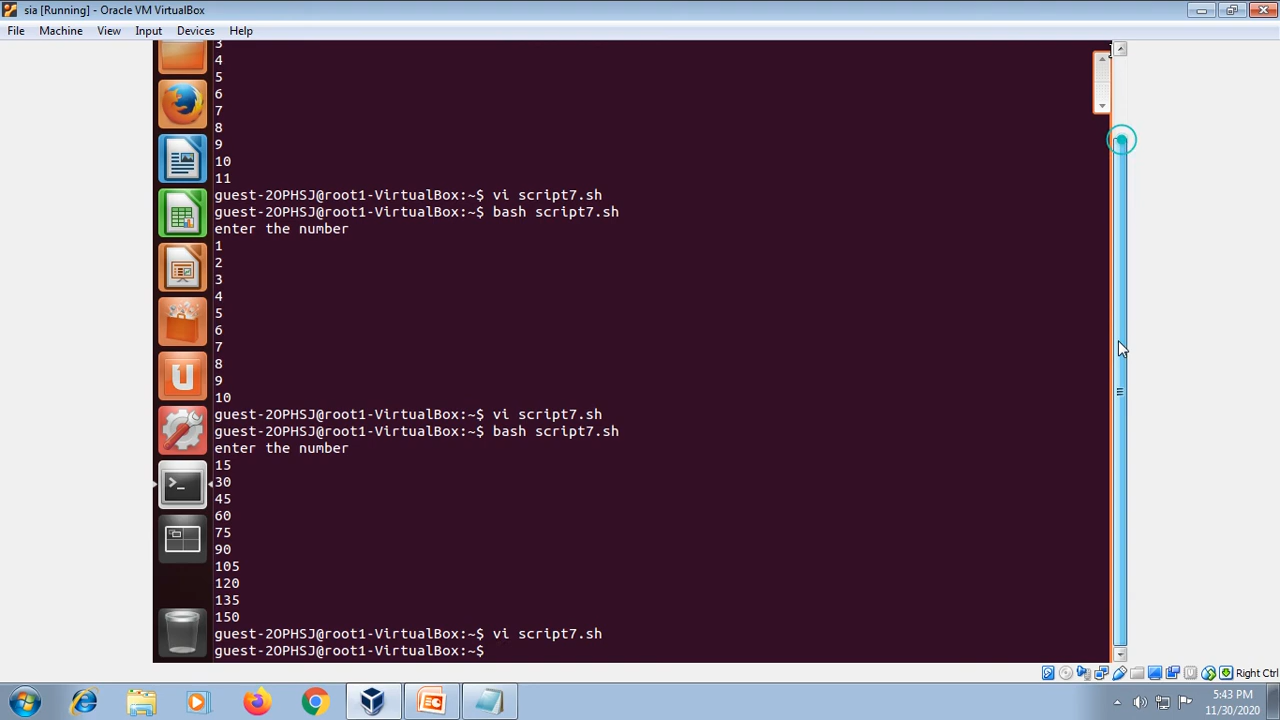 sia [Running] - Oracle VM VirtualBox
File Machine View Input Devices Help
3
4
5
6
7
8
9
10
11
guest-2OPHSJ@root1-VirtualBox:~$ vi script7.sh
guest-2OPHSJ@root1-VirtualBox:~$ bash script7.sh
enter the number
1
2
3
4
5
6
7
8
9
10
guest-2OPHSJ@root1-VirtualBox:~$ vi script7.sh
guest-2OPHSJ@root1-VirtualBox:~$ bash script7.sh
enter the number
15
30
45
60
75
90
105
120
135
150
guest-2OPHSJ@root1-VirtualBox:~$ vi script7.sh
guest-2OPHSJ@root1-VirtualBox:~$
Right Ctrl
5:43 PM
11/30/2020